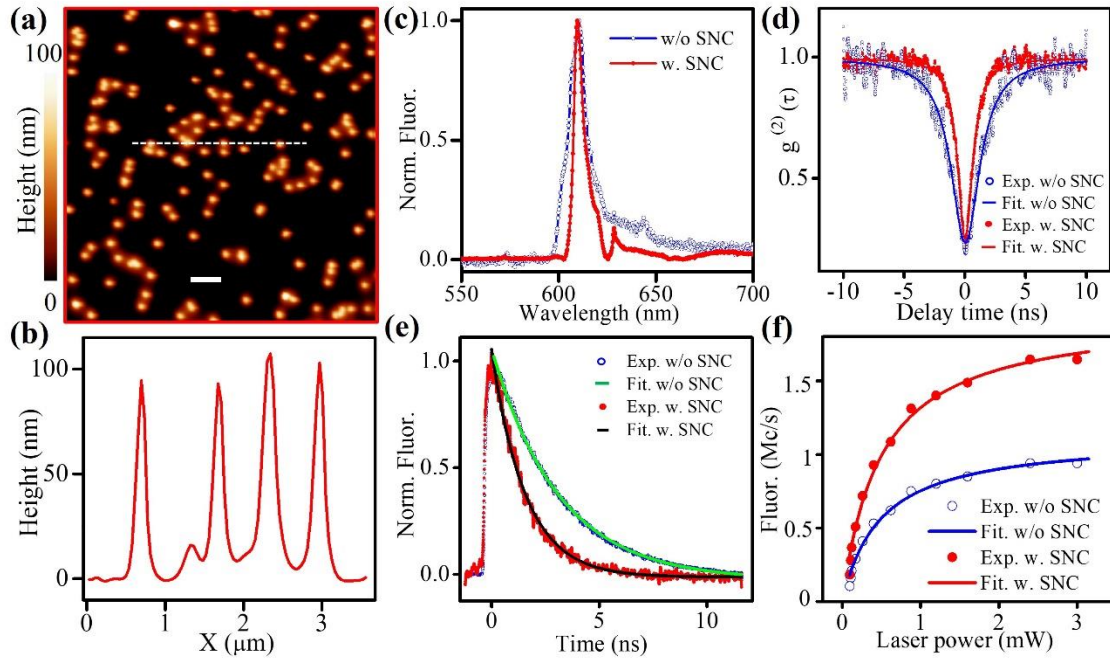 (a)
100
Height (nm)
0
(b)
100
50
0
Height (nm)
0 1 2 3
X (μm)
(c)
w/o SNC
w. SNC
1.0
0.5
0.0
Norm. Fluor.
550 600 650 700
Wavelength (nm)
(d)
1.0
0.5
g (2) (τ)
Exp. w/o SNC
Fit. w/o SNC
Exp. w. SNC
Fit. w. SNC
-10 -5 0 5 10
Delay time (ns)
(e)
Exp. w/o SNC
Fit. w/o SNC
Exp. w. SNC
Fit. w. SNC
1.0
0.5
0.0
Norm. Fluor
0 5 10
Time (ns)
(f)
1.5
1
0.5
0
Fluor. (Mc/s)
Exp. w/o SNC
Fit. w/o SNC
Exp. w. SNC
Fit. w. SNC
0 1 2 3
Laser power (mW)